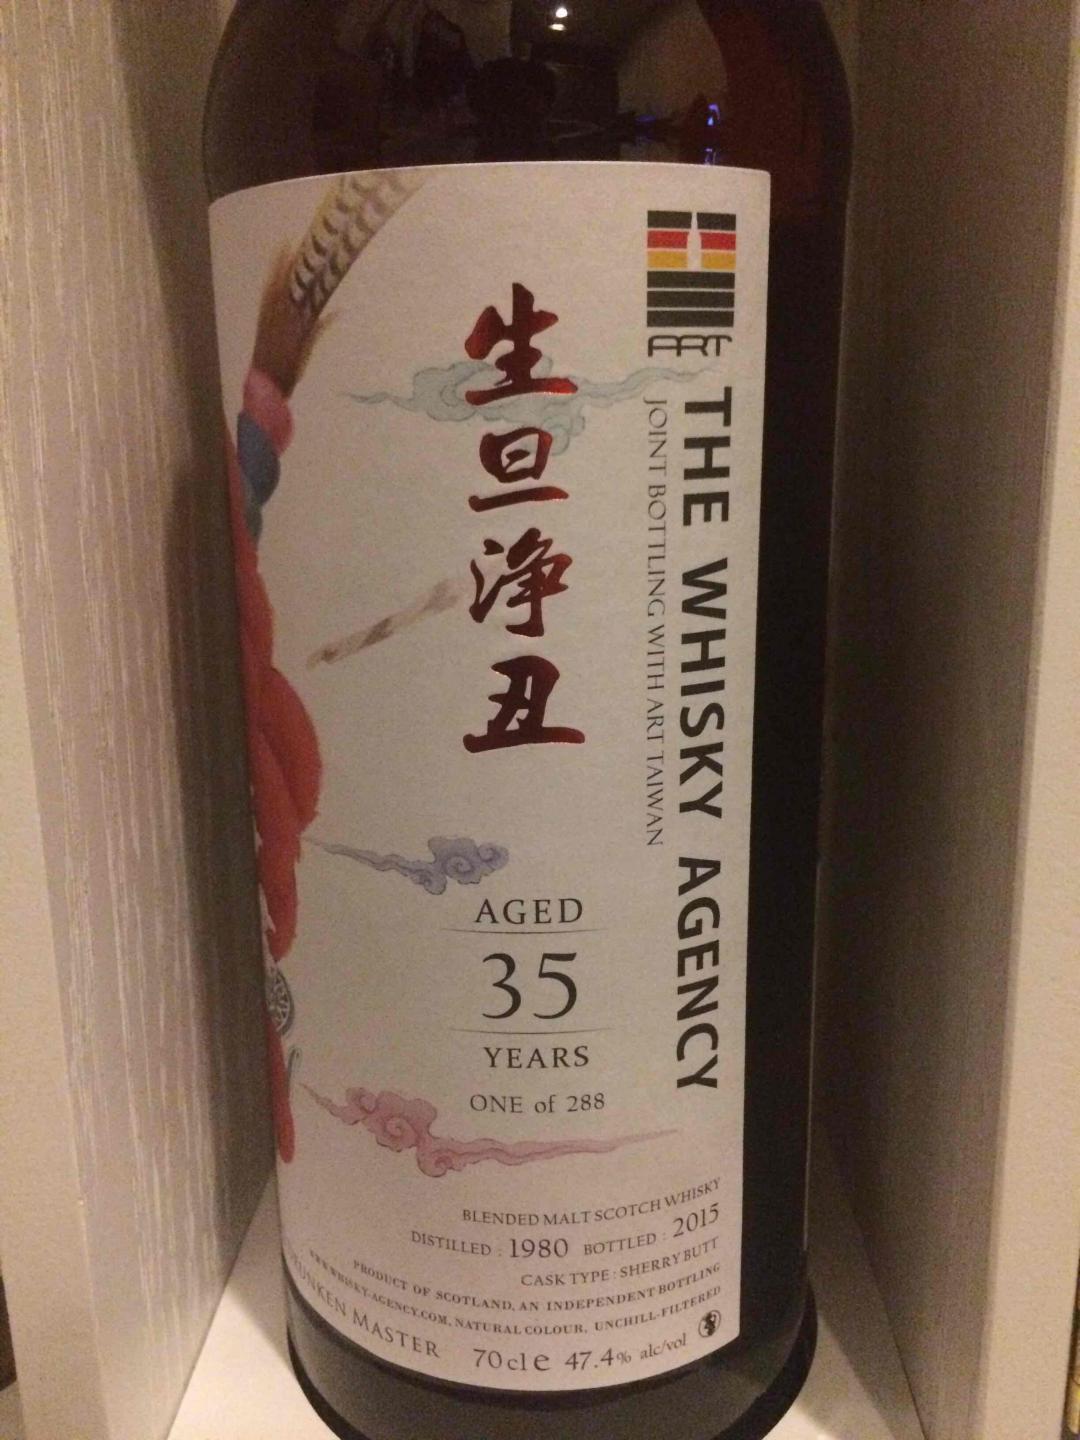 生旦净丑
ART
THE WHISKY AGENCY
JOINT BOTTLING WITH ART TAIWAN
AGED
35
YEARS
ONE of 288
BLENDED MALT SCOTCH WHISKY
DISTILLED : 1980 BOTTLED : 2015
CASK TYPE : SHERRY BUTT
PRODUCT OF SCOTLAND, AN INDEPENDENT BOTTLING
WWW.WHISKY-AGENCY.COM, NATURAL COLOUR, UNCHILL-FILTERED
DRUNKEN MASTER
70cl e 47.4% alc/vol